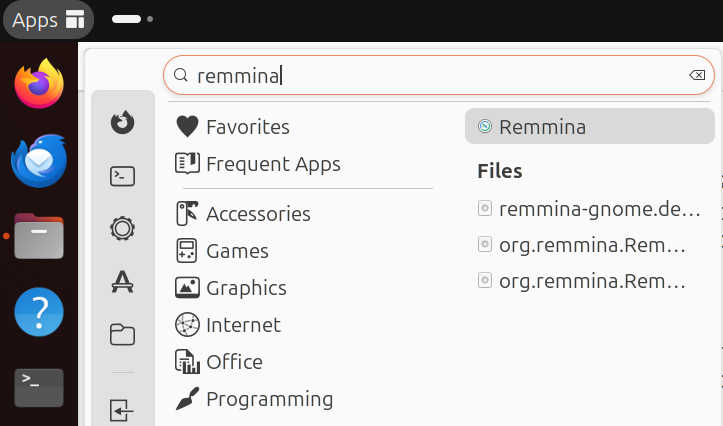 Apps
remmina
Favorites
Frequent Apps
Accessories
Games
Graphics
Internet
Office
Programming
Remmina
Files
remmina-gnome.de...
org.remmina.Rem...
org.remmina.Rem...